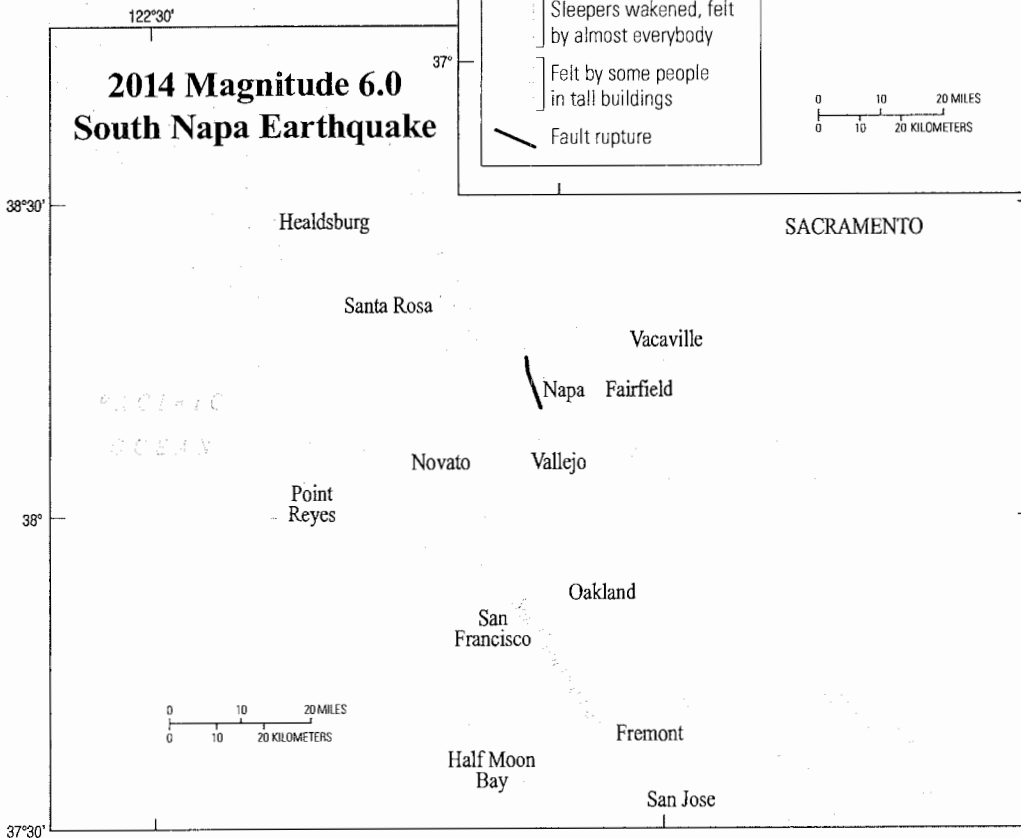 Sleepers wakened, felt
by almost everybody
Felt by some people
in tall buildings
Fault rupture
37°
0 10 20 MILES
0 10 20 KILOMETERS
122°30'
2014 Magnitude 6.0
South Napa Earthquake
38°30'
Healdsburg
SACRAMENTO
Santa Rosa
Vacaville
Napa Fairfield
PACIFIC
OCEAN
Novato Vallejo
Point
Reyes
38°
Oakland
San
Francisco
0 10 20 MILES
0 10 20 KILOMETERS
Fremont
Half Moon
Bay
San Jose
37°30'